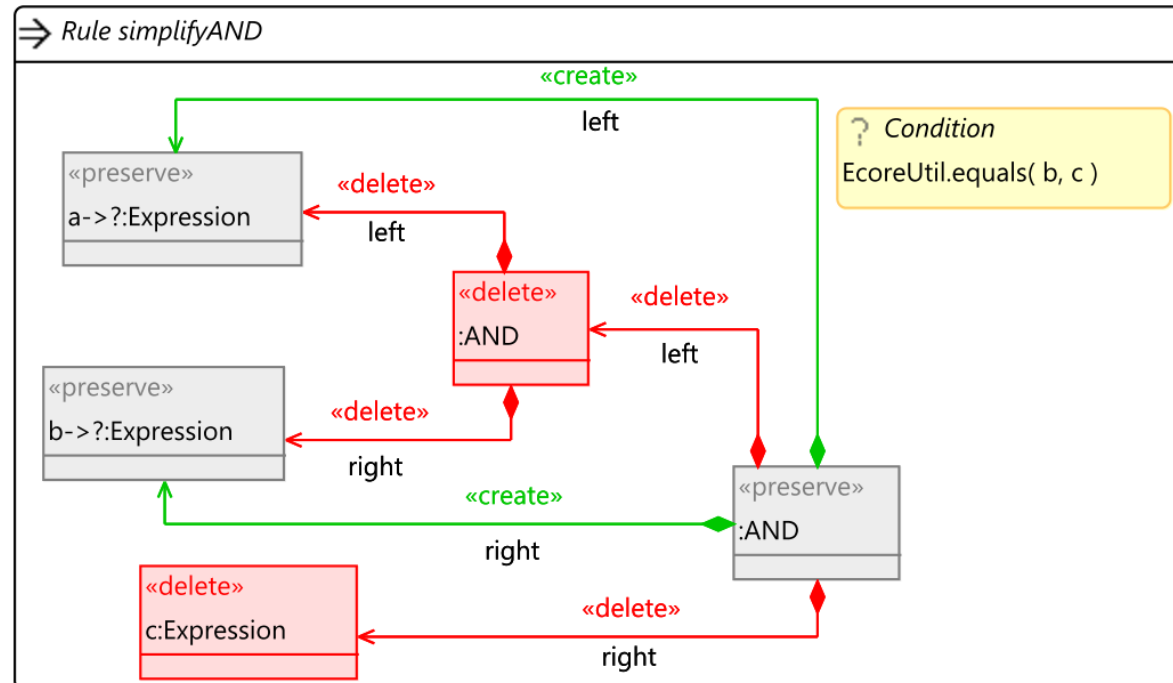 Rule simplifyAND
«create»
left
? Condition
EcoreUtil.equals( b, c )
«preserve»
a->?:Expression
«delete»
left
«delete»
:AND
«delete»
left
«preserve»
b->?:Expression
«delete»
right
«create»
right
«preserve»
:AND
«delete»
c:Expression
«delete»
right